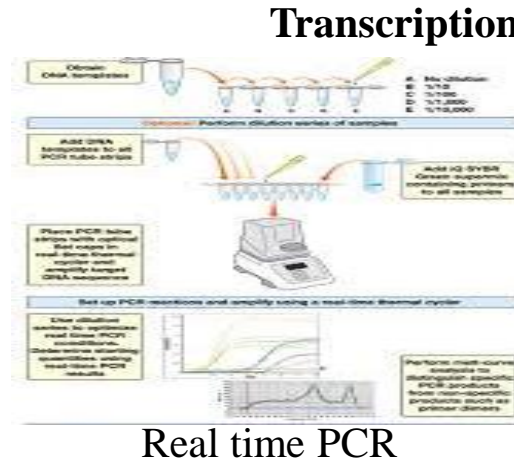 Transcription
Obtain
DNA templates
A No dilution
B 1/10
C 1/100
D 1/1,000
E 1/10,000
Optional: Perform dilution series of samples
Add DNA
templates to all
PCR tube strips
Add iQ SYBR
Green supermix
containing primers
to all samples
Place PCR tube
strips with optical
flat caps in
real-time thermal
cycler and
amplify target
DNA sequence
Set up PCR reactions and amplify using a real-time thermal cycler
Use dilution
series to optimize
real time PCR
conditions.
Determine starting
quantities using
real-time PCR
results
Perform melt-curve
analysis to
distinguish specific
PCR products
from non-specific
products such as
primer dimers
Real time PCR